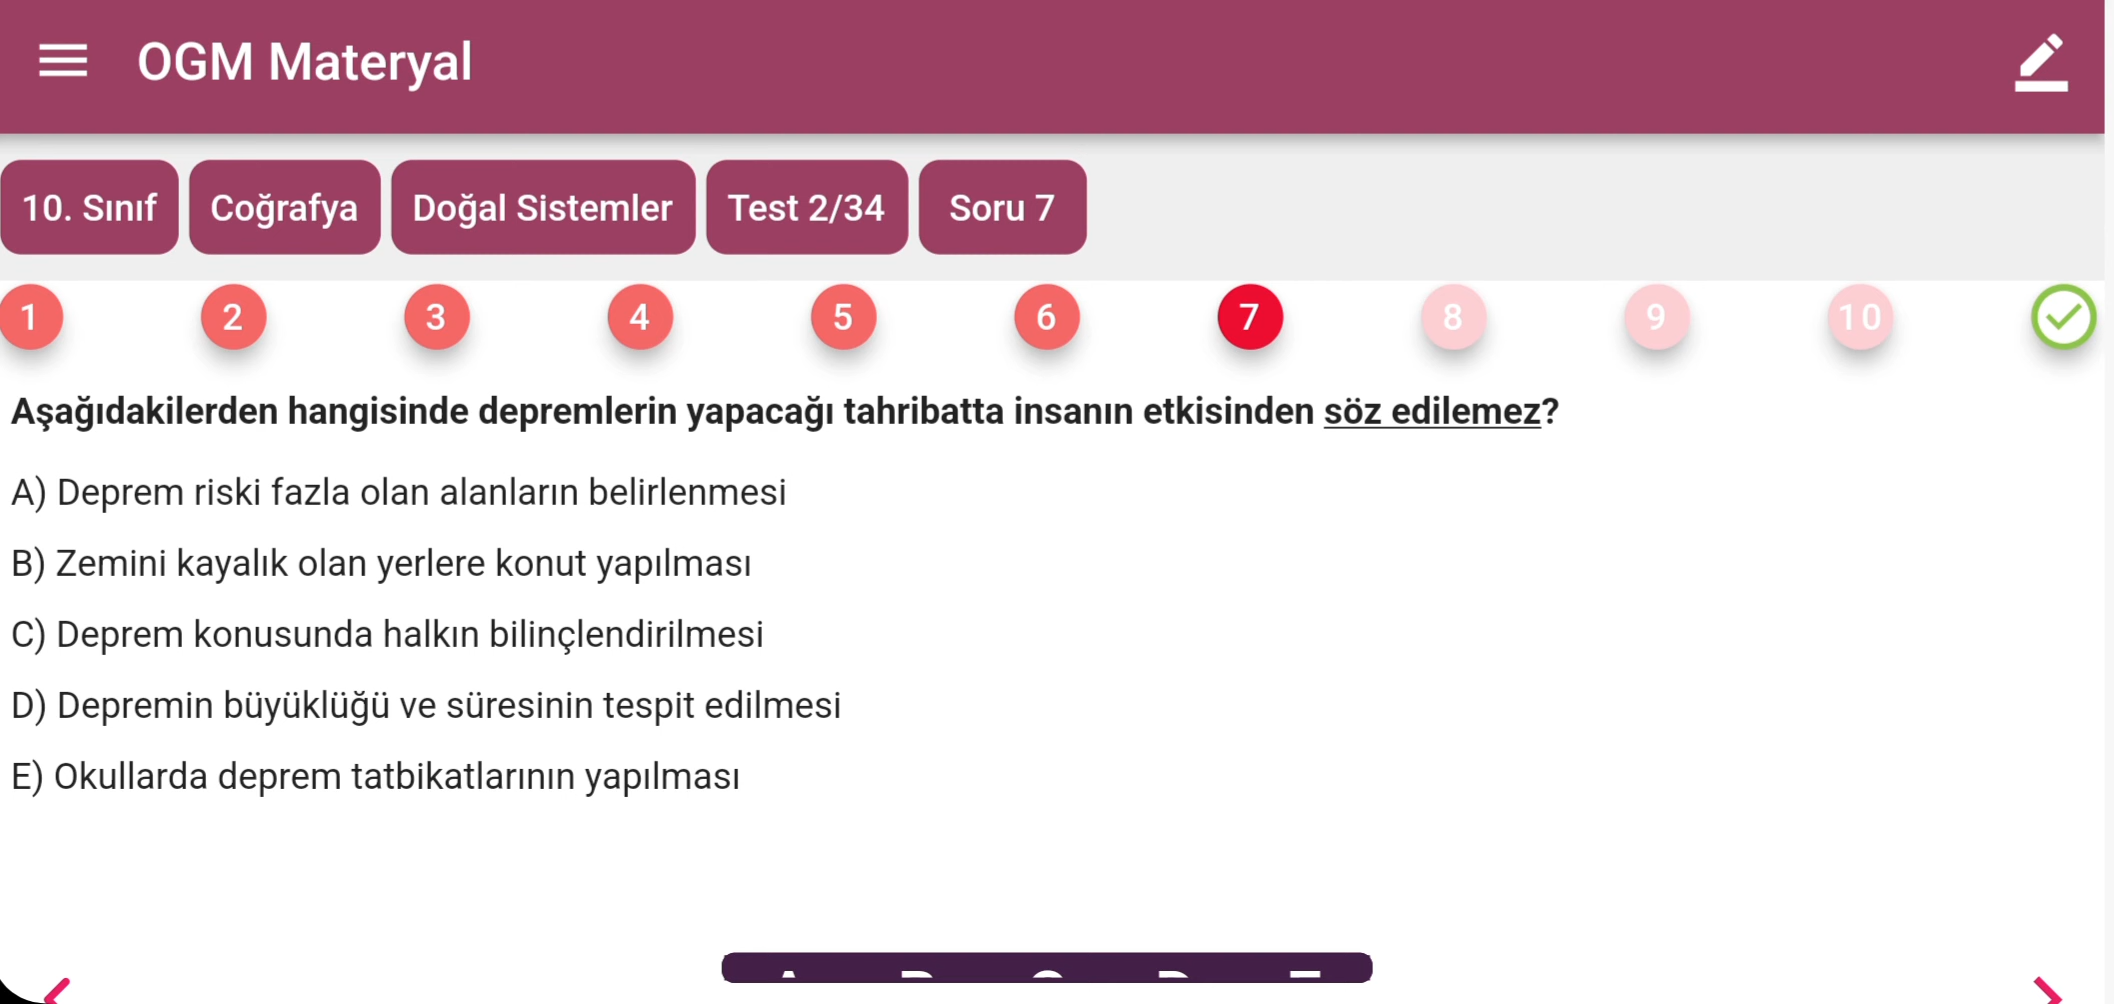 OGM Materyal
10. Sınıf Coğrafya Doğal Sistemler Test 2/34 Soru 7
1 2 3 4 5 6 7 8 9 10
Aşağıdakilerden hangisinde depremlerin yapacağı tahribatta insanın etkisinden söz edilemez?
A) Deprem riski fazla olan alanların belirlenmesi
B) Zemini kayalık olan yerlere konut yapılması
C) Deprem konusunda halkın bilinçlendirilmesi
D) Depremin büyüklüğü ve süresinin tespit edilmesi
E) Okullarda deprem tatbikatlarının yapılması